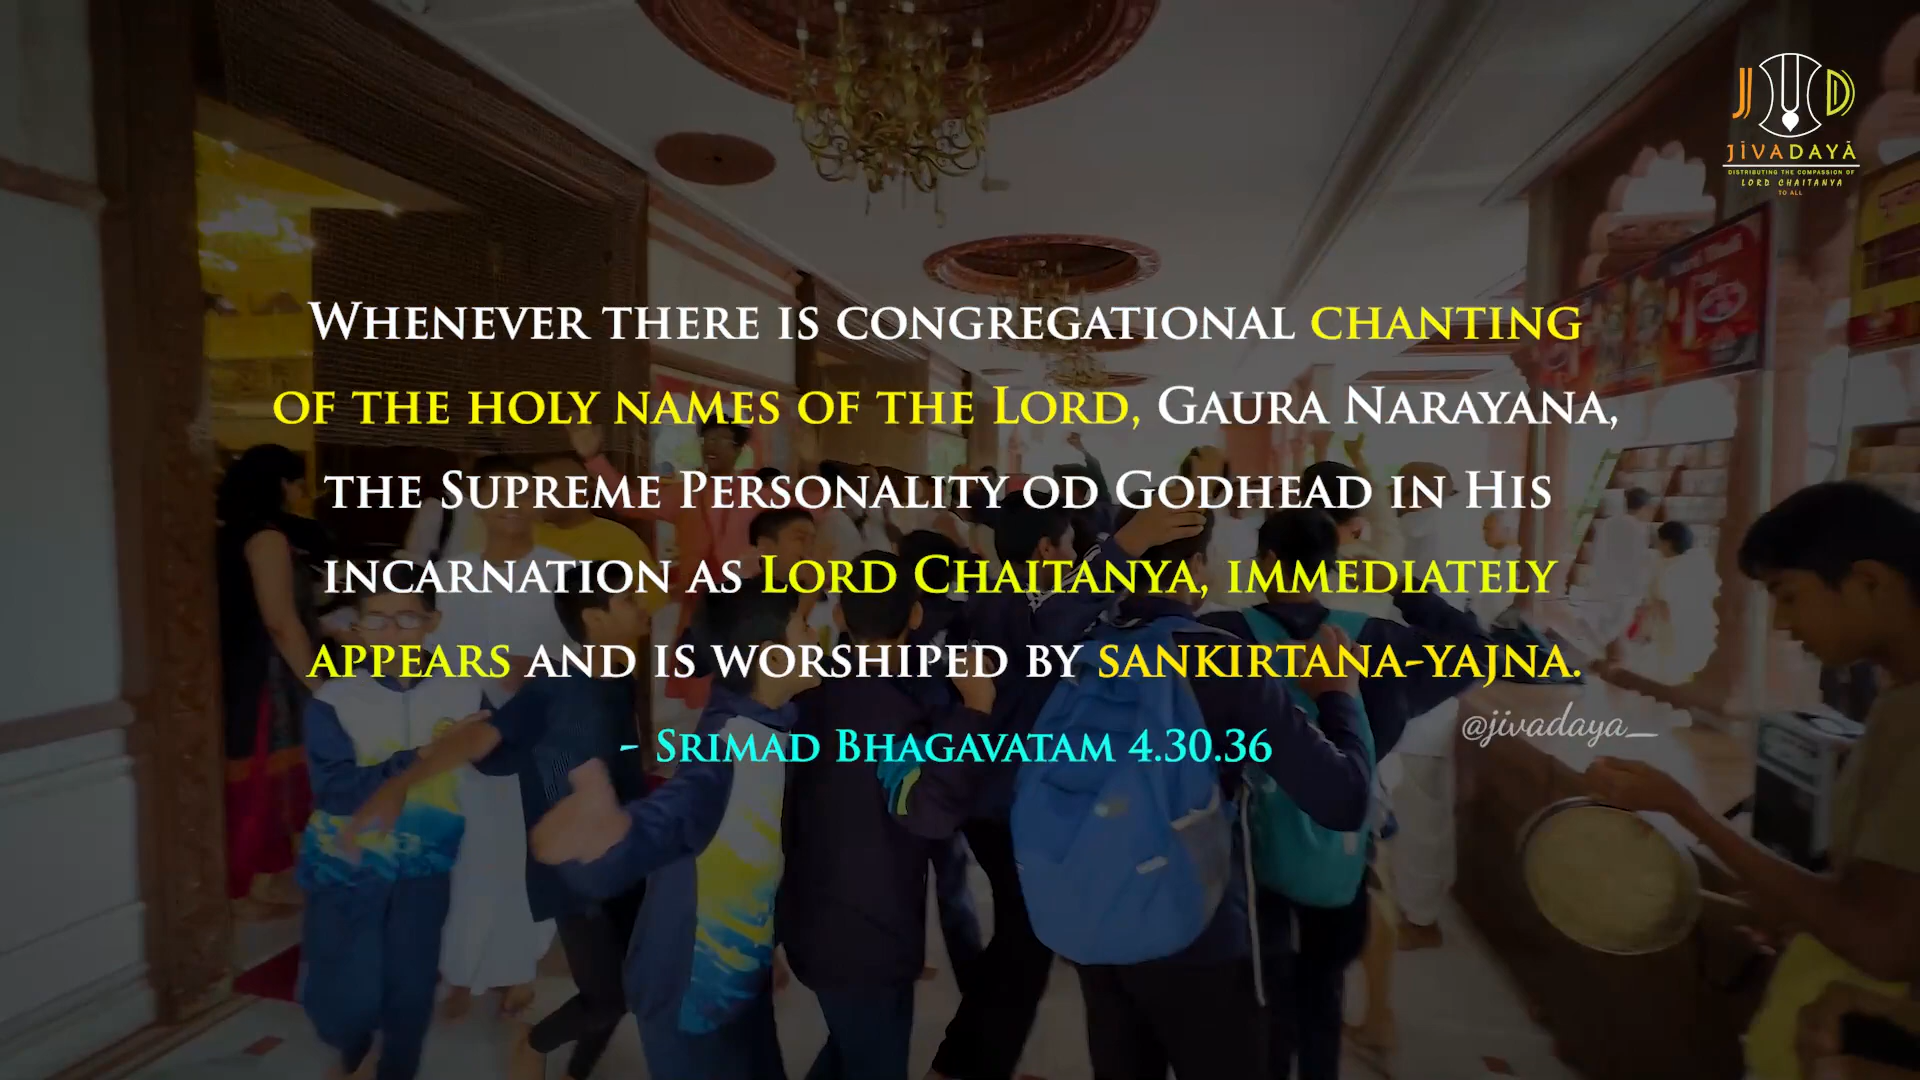 JD
JĪVADAYĀ
DISTRIBUTING THE COMPASSION OF
LORD CHAITANYA
TO ALL
Whenever there is congregational chanting
of the holy names of the Lord, Gaura Narayana,
the Supreme Personality od Godhead in His
incarnation as Lord Chaitanya, immediately
appears and is worshiped by sankirtana-yajna.
- Srimad Bhagavatam 4.30.36
@jivadaya_